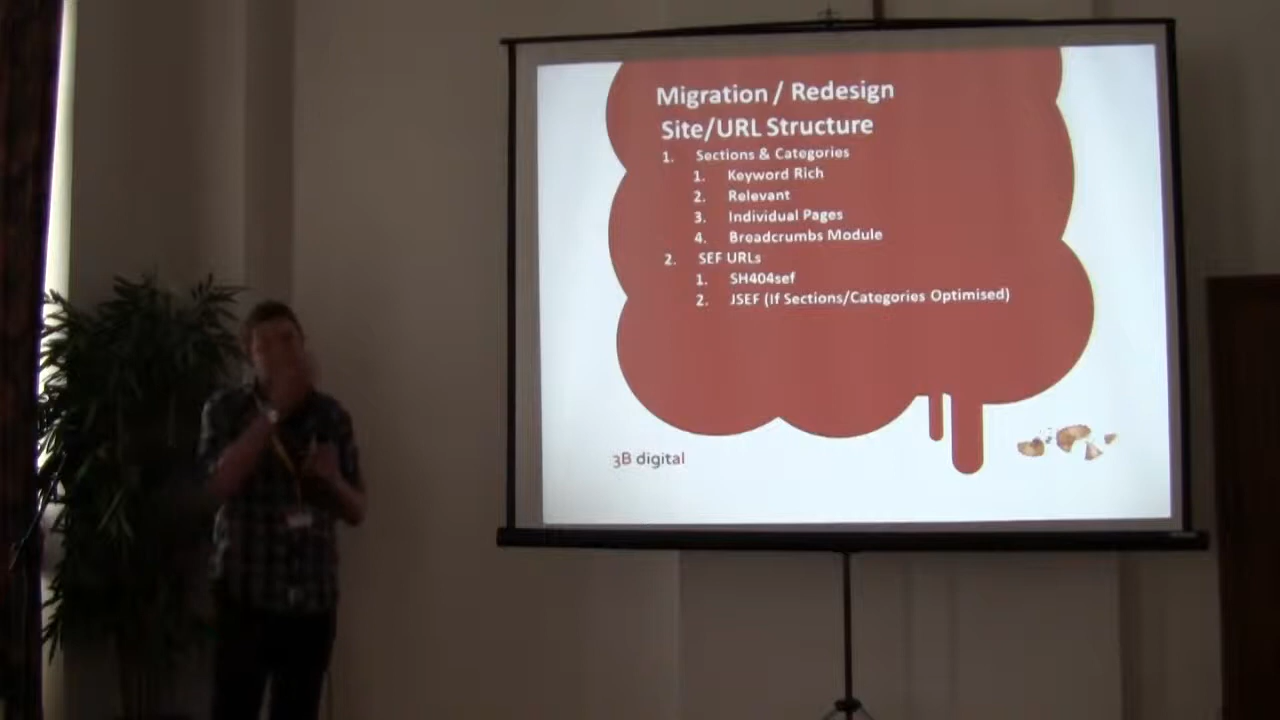 Migration / Redesign
Site/URL Structure
1. Sections & Categories
1. Keyword Rich
2. Relevant
3. Individual Pages
4. Breadcrumbs Module
2. SEF URLs
1. SH404sef
2. JSEF (If Sections/Categories Optimised)
3B digital